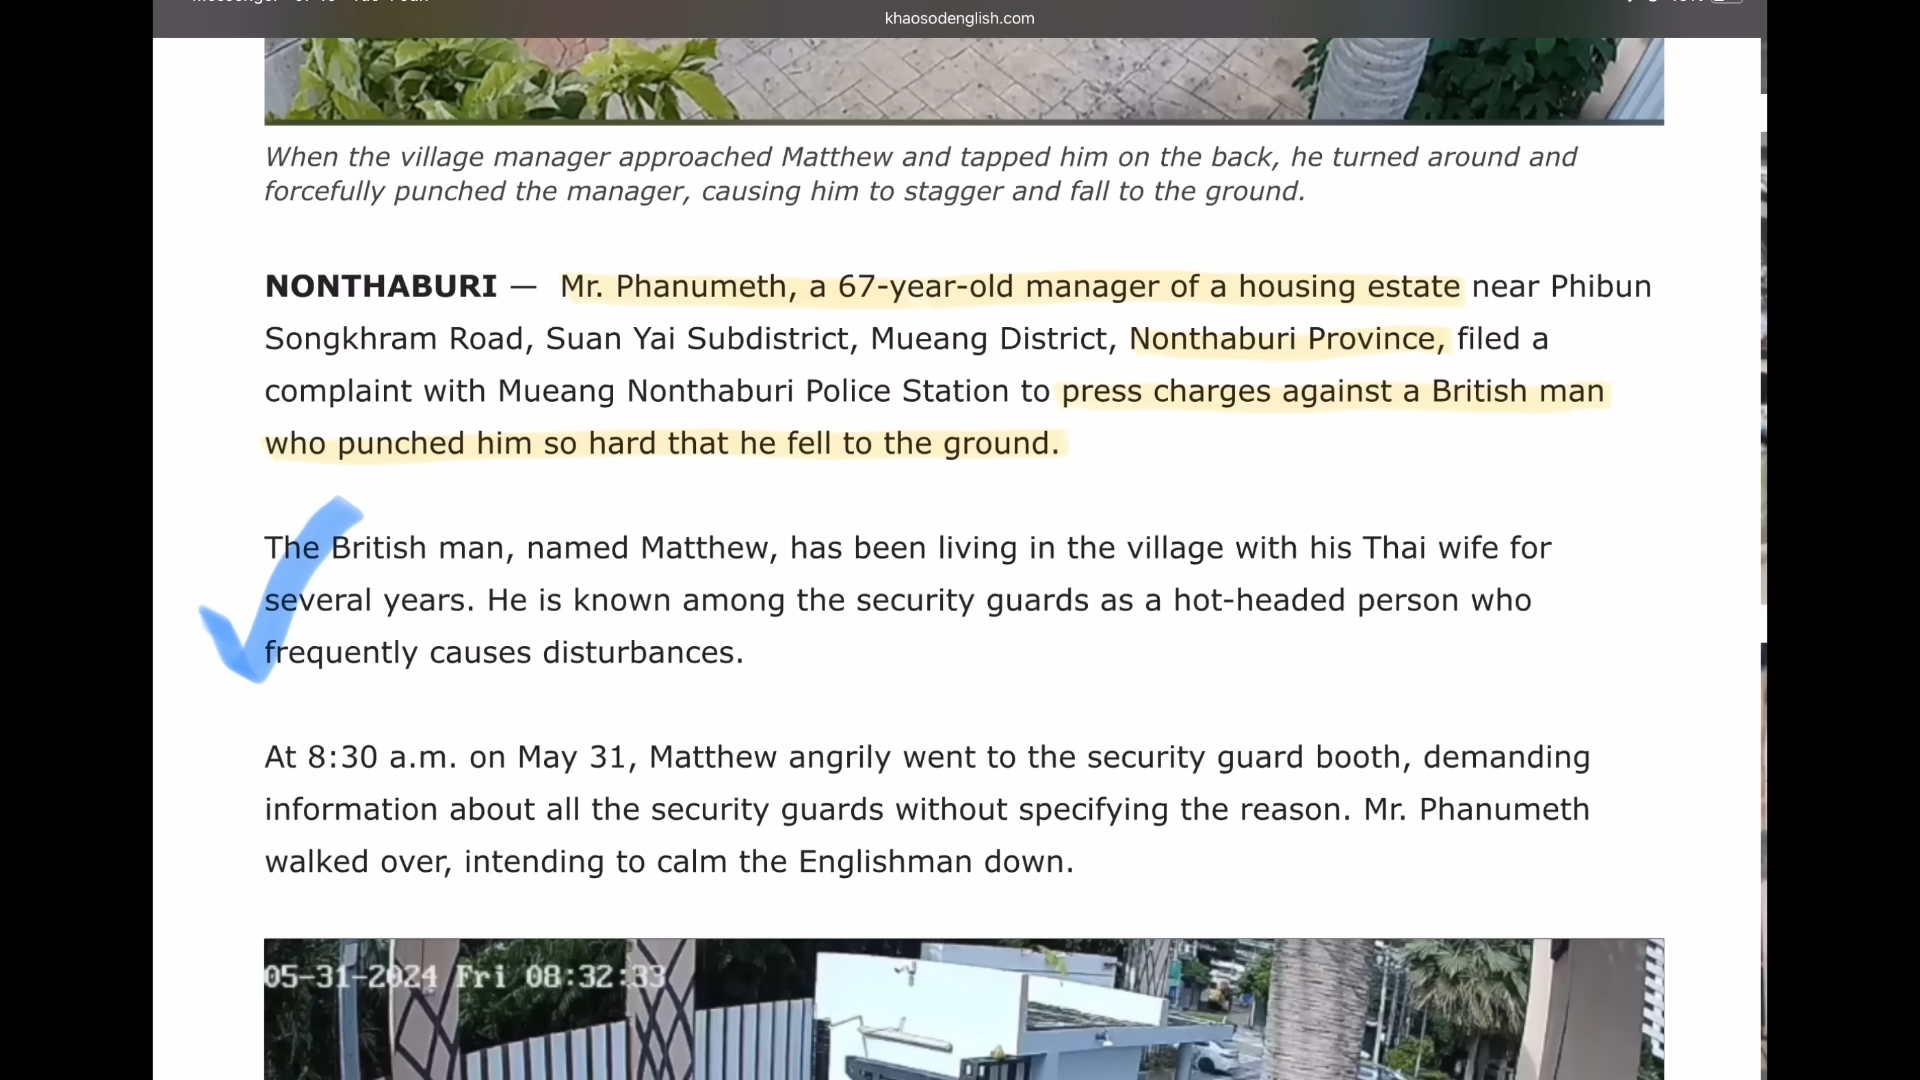 khaosodenglish.com
When the village manager approached Matthew and tapped him on the back, he turned around and
forcefully punched the manager, causing him to stagger and fall to the ground.
NONTHABURI — Mr. Phanumeth, a 67-year-old manager of a housing estate near Phibun
Songkhram Road, Suan Yai Subdistrict, Mueang District, Nonthaburi Province, filed a
complaint with Mueang Nonthaburi Police Station to press charges against a British man
who punched him so hard that he fell to the ground.
The British man, named Matthew, has been living in the village with his Thai wife for
several years. He is known among the security guards as a hot-headed person who
frequently causes disturbances.
At 8:30 a.m. on May 31, Matthew angrily went to the security guard booth, demanding
information about all the security guards without specifying the reason. Mr. Phanumeth
walked over, intending to calm the Englishman down.
05-31-2024 Fri 08:32:33